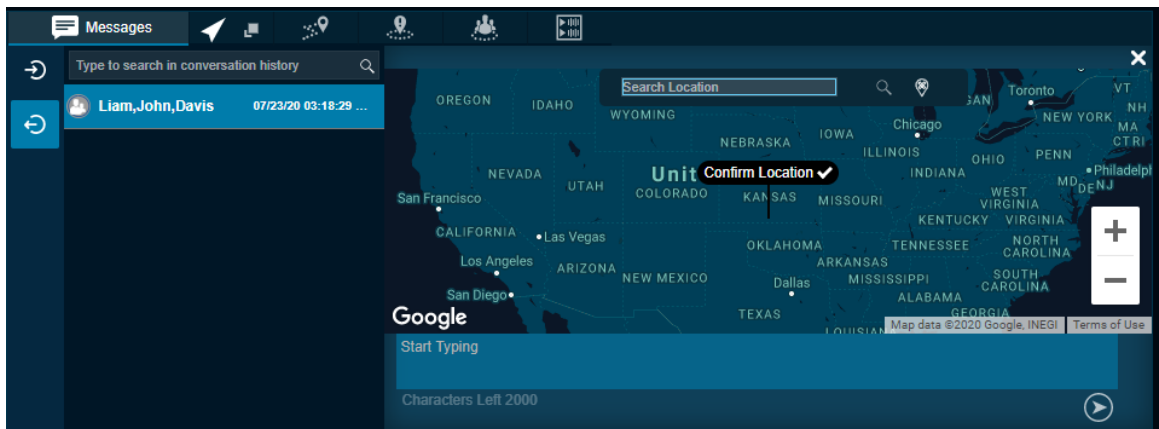 Messages
Type to search in conversation history
Liam,John,Davis 07/23/20 03:18:29 ...
Search Location
OREGON
IDAHO
WYOMING
Toronto
VT
NH
NEW YORK
MA
CT RI
Chicago
IOWA
NEBRASKA
ILLINOIS
OHIO
PENN
NEVADA
UTAH
Unit
Confirm Location
INDIANA
Philadelph
MD
DE NJ
San Francisco
COLORADO
KANSAS
MISSOURI
WEST
VIRGINIA
KENTUCKY
VIRGINIA
CALIFORNIA
Las Vegas
OKLAHOMA
TENNESSEE
NORTH
CAROLINA
Los Angeles
ARIZONA
NEW MEXICO
ARKANSAS
MISSISSIPPI
SOUTH
CAROLINA
Dallas
San Diego
ALABAMA
TEXAS
GEORGIA
Google
Map data ©2020 Google, INEGI
Terms of Use
Start Typing
Characters Left 2000